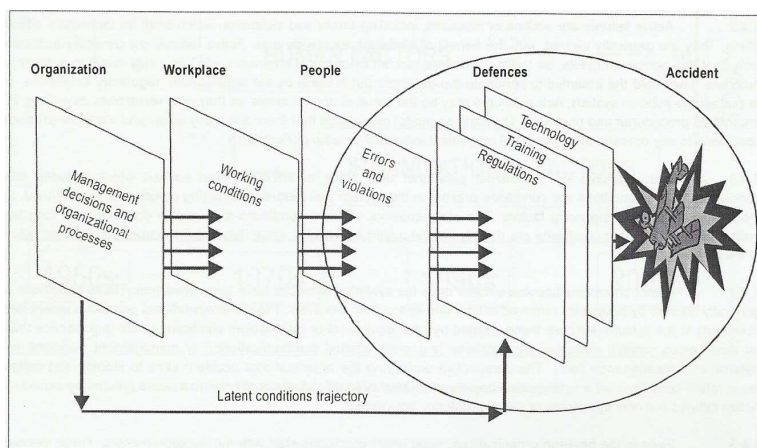 Organization
Workplace
People
Defences
Accident
Management
decisions and
organizational
processes
Working
conditions
Errors
and
violations
Technology
Training
Regulations
Latent conditions trajectory